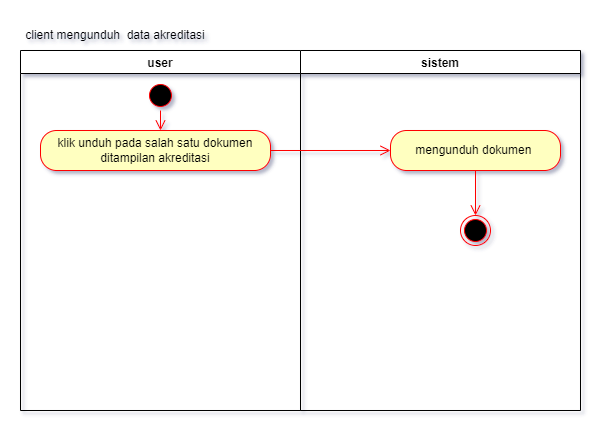 client mengunduh  data akreditasi
user
sistem
klik unduh pada salah satu dokumen
ditampilan akreditasi
mengunduh dokumen